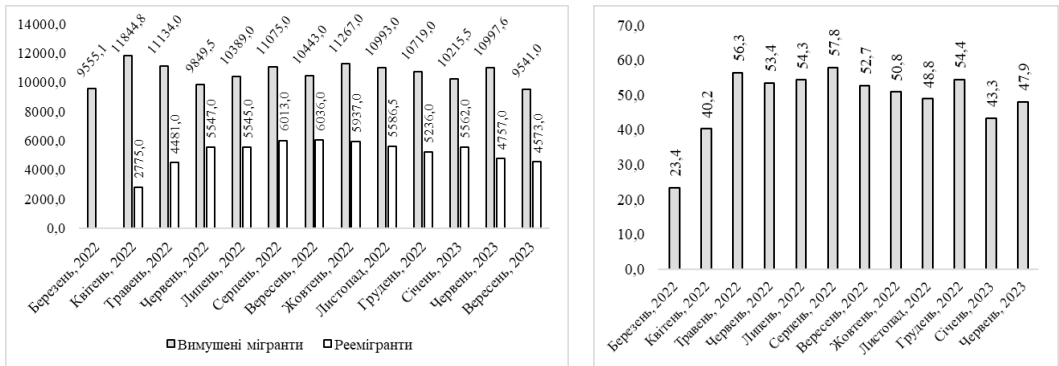 14000,0
12000,0
10000,0
8000,0
6000,0
4000,0
2000,0
0,0
9555,1
11844,8
11134,0
9849,5
10389,0
11075,0
10443,0
11267,0
10993,0
10719,0
10215,5
10997,6
9541,0
2775,0
4481,0
5547,0
5545,0
6013,0
6036,0
5937,0
5586,5
5236,0
5562,0
4757,0
4573,0
Березень, 2022
Квітень, 2022
Травень, 2022
Червень, 2022
Липень, 2022
Серпень, 2022
Вересень, 2022
Жовтень, 2022
Листопад, 2022
Грудень, 2022
Січень, 2023
Червень, 2023
Вересень, 2023
Вимушені мігранти
Реемігранти
70,0
60,0
50,0
40,0
30,0
20,0
10,0
0,0
23,4
40,2
56,3
53,4
54,3
57,8
52,7
50,8
48,8
54,4
43,3
47,9
Березень, 2022
Квітень, 2022
Травень, 2022
Червень, 2022
Липень, 2022
Серпень, 2022
Вересень, 2022
Жовтень, 2022
Листопад, 2022
Грудень, 2022
Січень, 2023
Червень, 2023